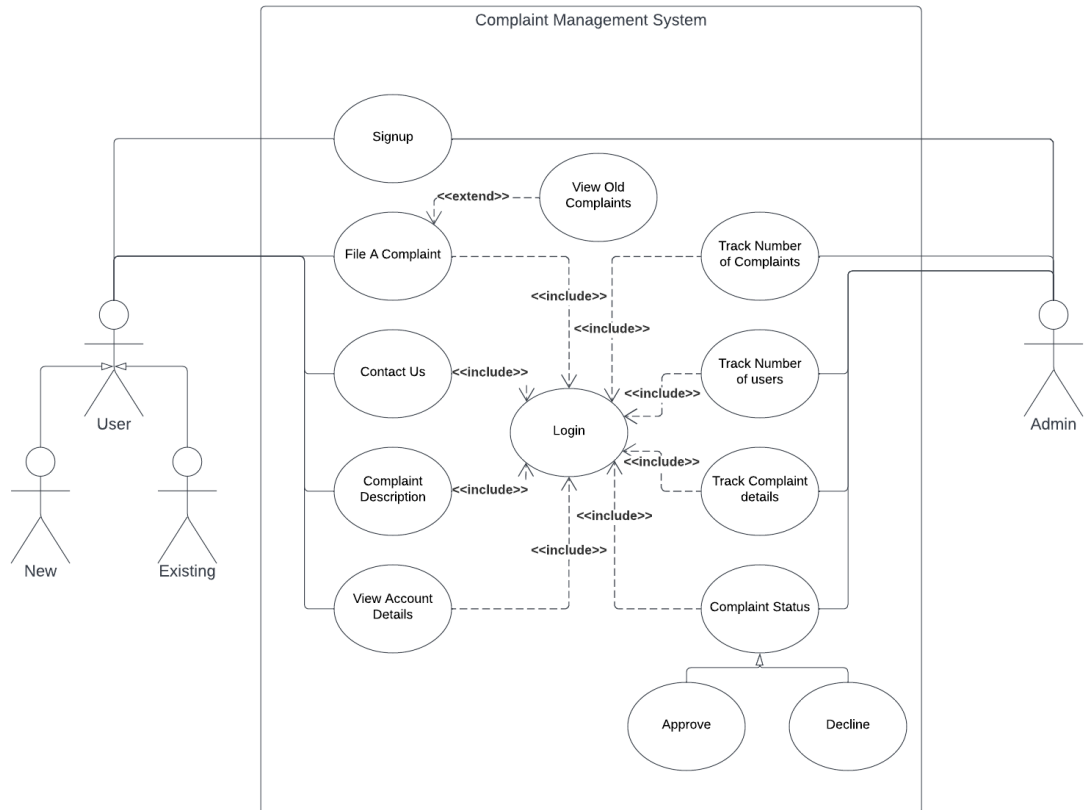 Complaint Management System
Signup
View Old
Complaints
<<extend>>
File A Complaint
Track Number
of Complaints
<<include>>
<<include>>
Contact Us
<<include>>
Track Number
of users
<<include>>
User
Login
Admin
<<include>>
Complaint
Description
<<include>>
Track Complaint
details
<<include>>
<<include>>
New
Existing
View Account
Details
Complaint Status
Approve
Decline